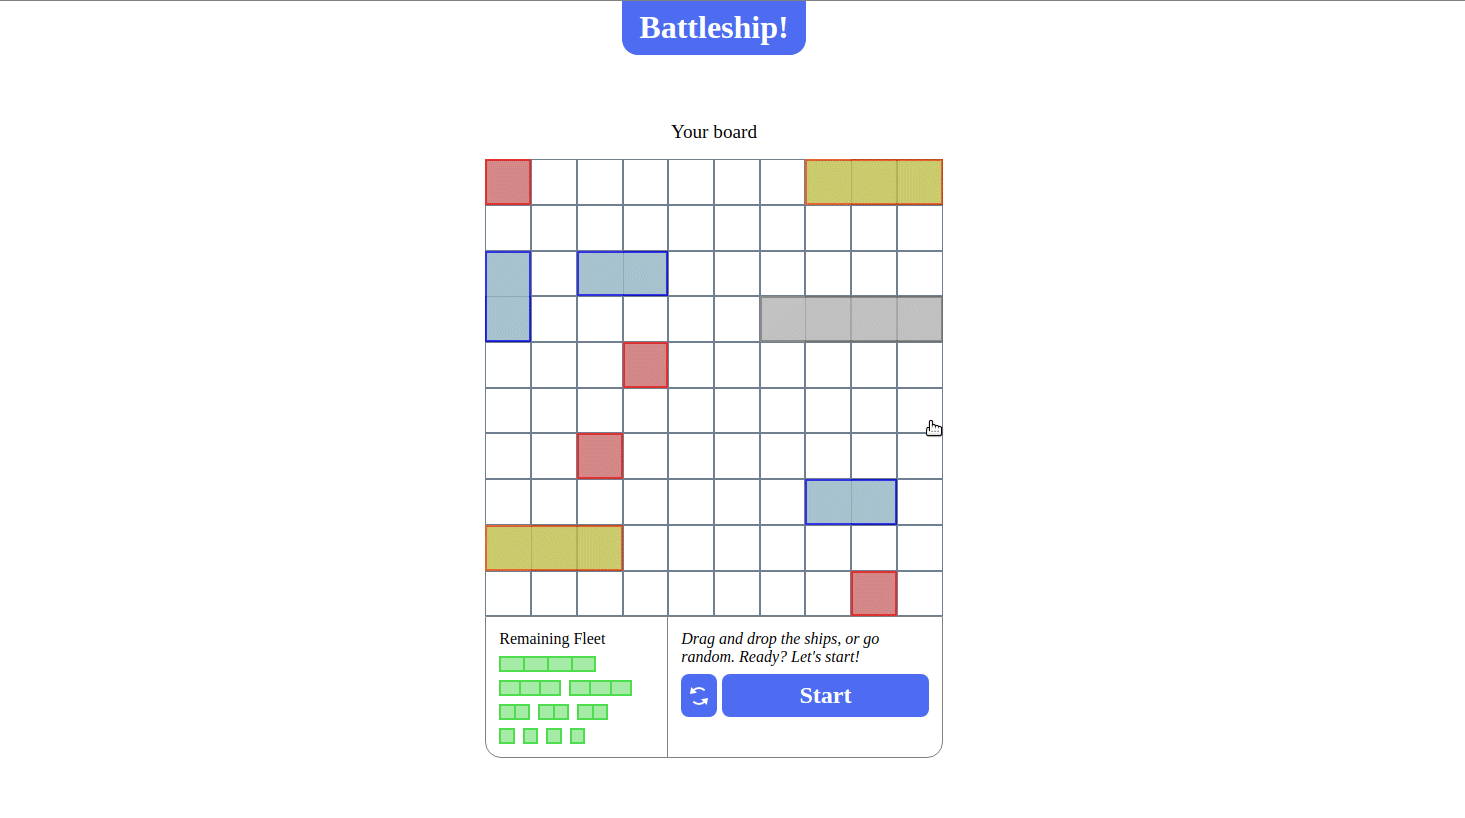 Battleship!
Your board
Remaining Fleet
Drag and drop the ships, or go
random. Ready? Let's start!
Start